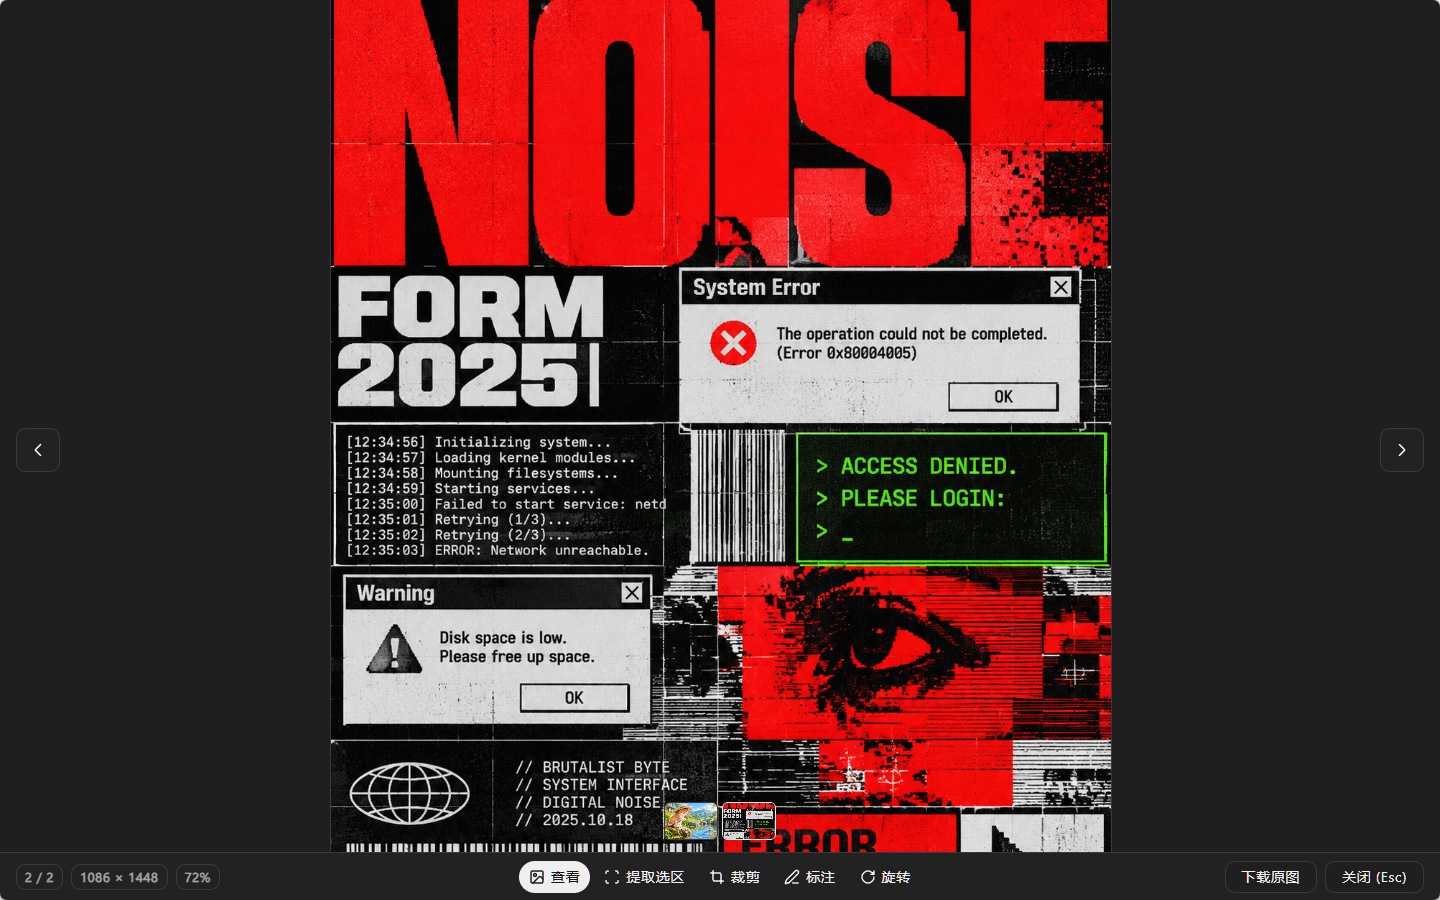 NOISE
FORM
2025|
System Error
The operation could not be completed.
(Error 0x80004005)
OK
[12:34:56] Initializing system...
[12:34:57] Loading kernel modules...
[12:34:58] Mounting filesystems...
[12:34:59] Starting services...
[12:35:00] Failed to start service: netd
[12:35:01] Retrying (1/3)...
[12:35:02] Retrying (2/3)...
[12:35:03] ERROR: Network unreachable.
> ACCESS DENIED.
> PLEASE LOGIN:
> _
Warning
Disk space is low.
Please free up space.
OK
// BRUTALIST BYTE
// SYSTEM INTERFACE
// DIGITAL NOISE
// 2025.10.18
ERROR
2 / 2
1086 × 1448
72%
查看
提取选区
裁剪
标注
旋转
下载原图
关闭 (Esc)